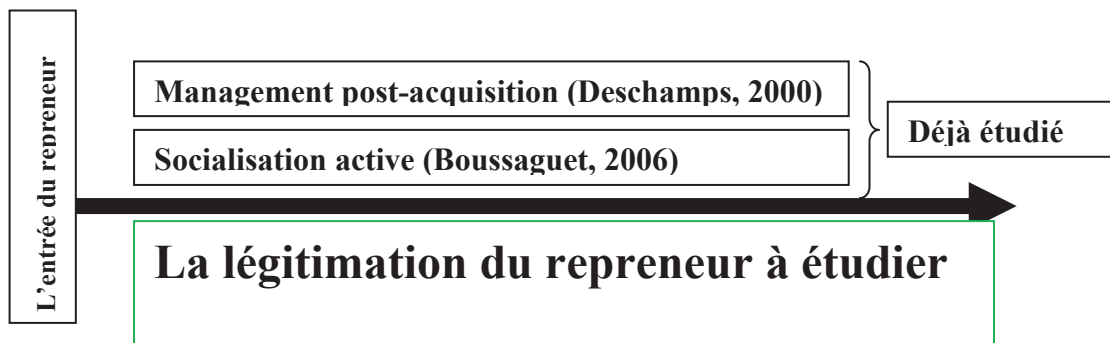 L'entrée du repreneur
Management post-acquisition (Deschamps, 2000)
Socialisation active (Boussaguet, 2006)
Déjà étudié
La légitimation du repreneur à étudier